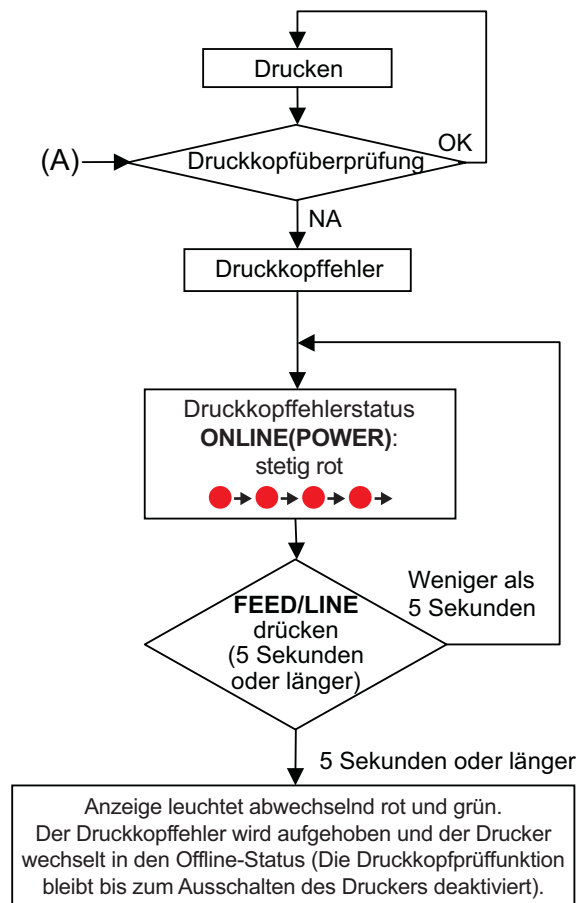 Drucken
(A)
Druckkopfüberprüfung
OK
NA
Druckkopffehler
Druckkopffehlerstatus
ONLINE(POWER):
stetig rot
Weniger als
5 Sekunden
FEED/LINE
drücken
(5 Sekunden
oder länger)
5 Sekunden oder länger
Anzeige leuchtet abwechselnd rot und grün.
Der Druckkopffehler wird aufgehoben und der Drucker
wechselt in den Offline-Status (Die Druckkopfprüffunktion
bleibt bis zum Ausschalten des Druckers deaktiviert).